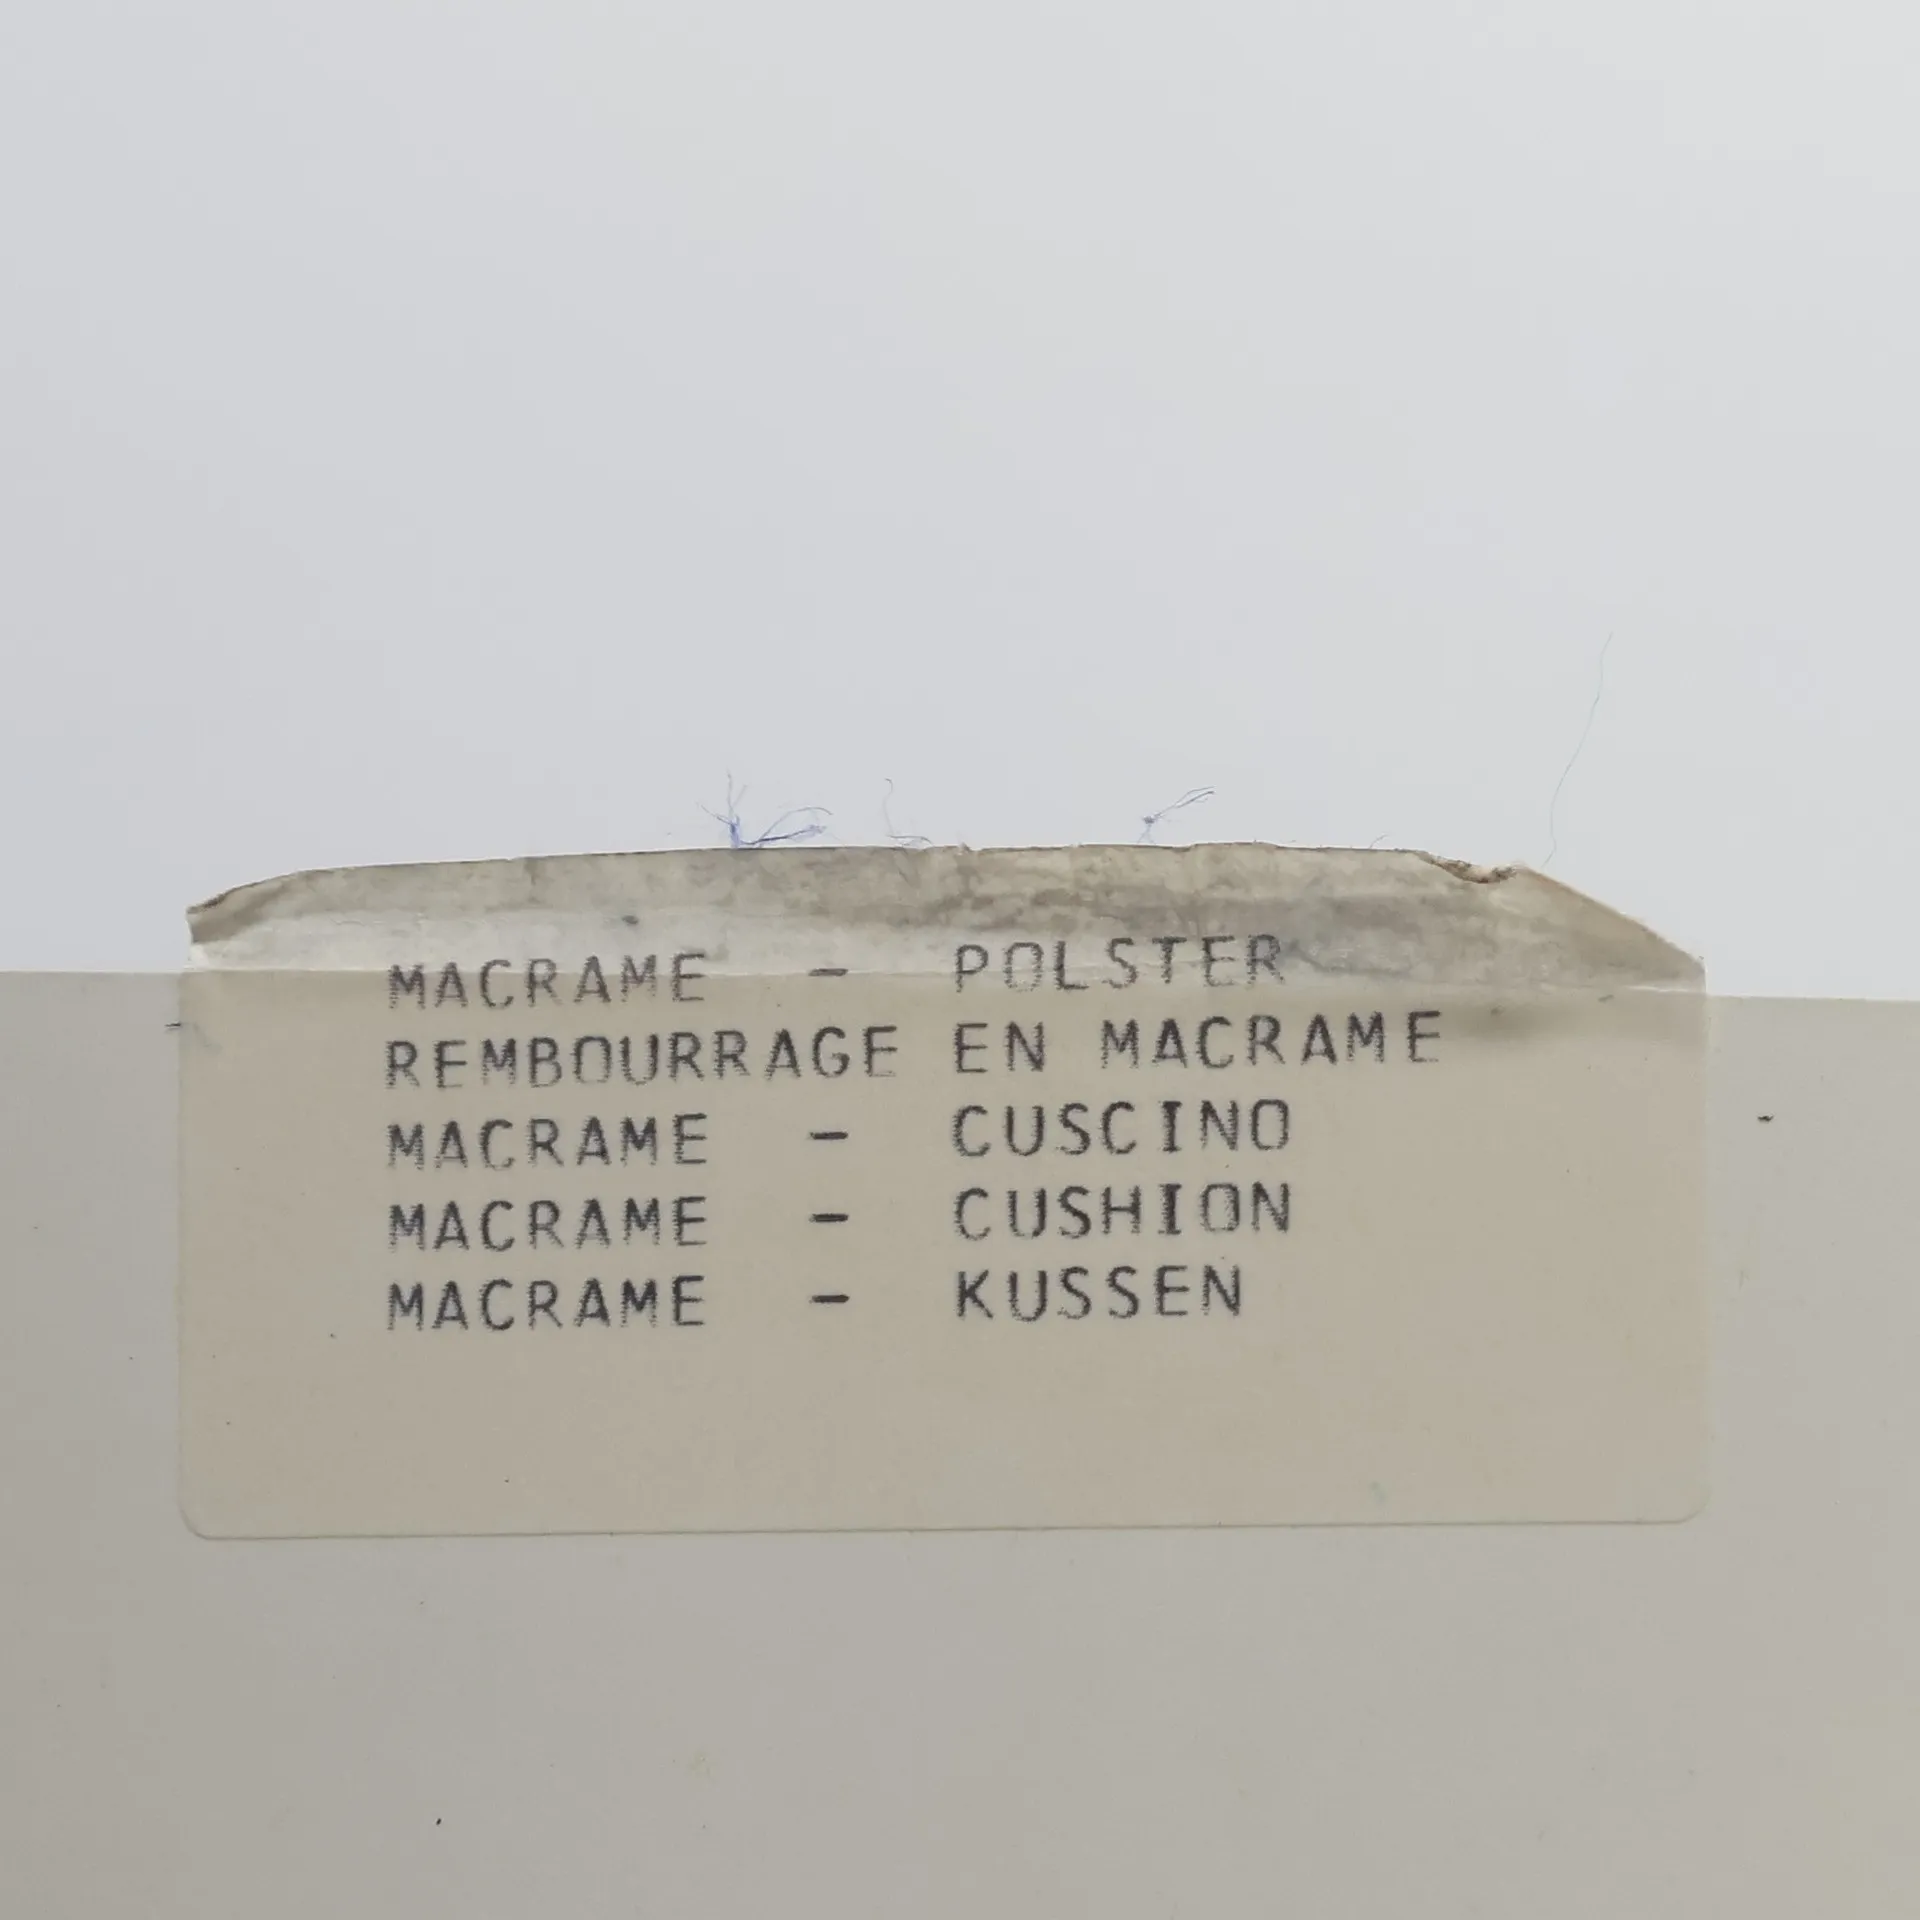 MACRAME - POLSTER
REMBOURRAGE EN MACRAME
MACRAME - CUSCINO
MACRAME - CUSHION
MACRAME - KUSSEN